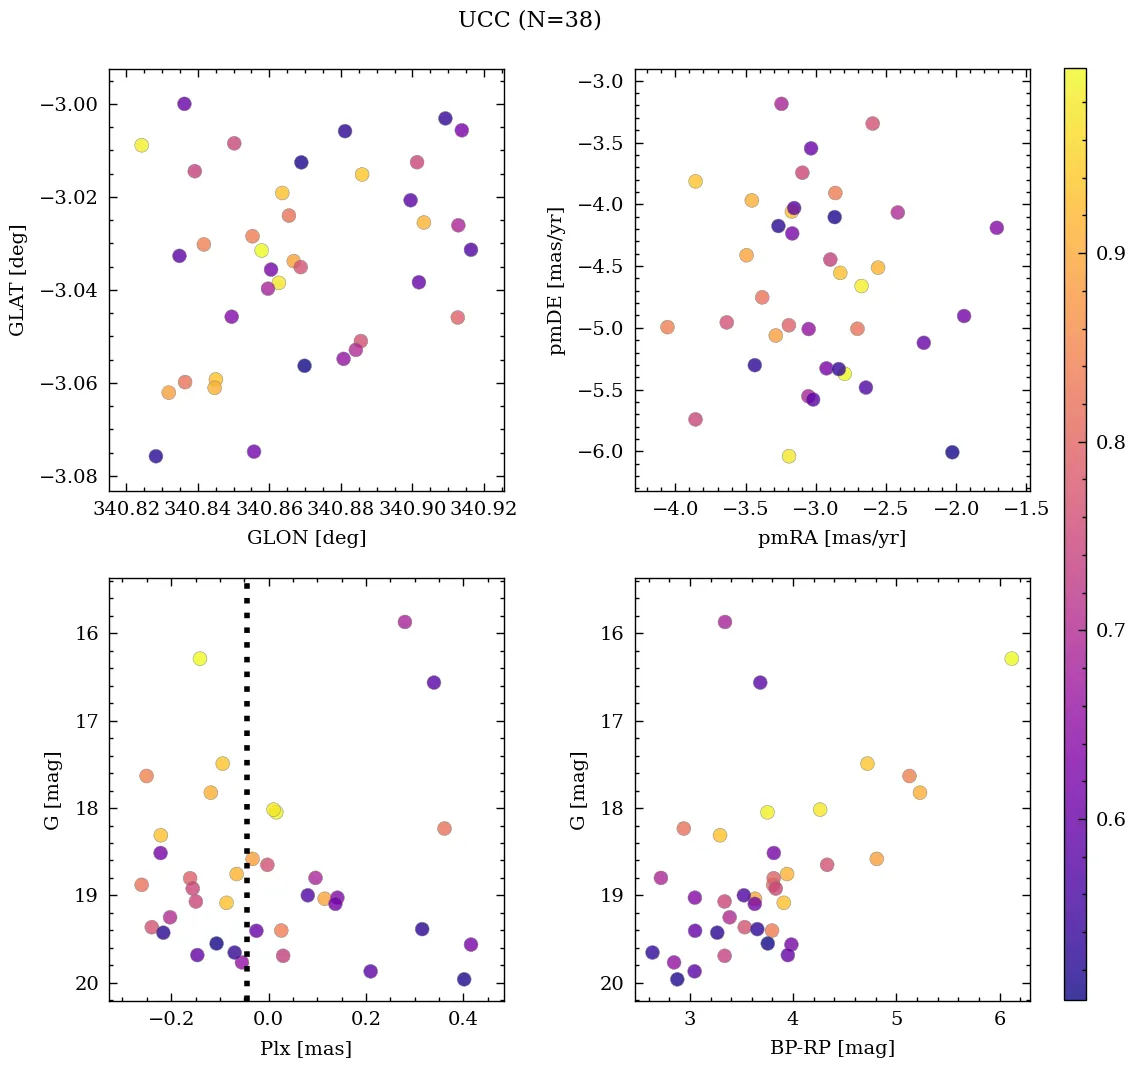 UCC (N=38)
−3.00
−3.02
−3.04
−3.06
−3.08
GLAT [deg]
340.82 340.84 340.86 340.88 340.90 340.92
GLON [deg]
−3.0
−3.5
−4.0
−4.5
−5.0
−5.5
−6.0
pmDE [mas/yr]
−4.0 −3.5 −3.0 −2.5 −2.0 −1.5
pmRA [mas/yr]
16
17
18
19
20
G [mag]
−0.2 0.0 0.2 0.4
Plx [mas]
16
17
18
19
20
G [mag]
3 4 5 6
BP-RP [mag]
0.9
0.8
0.7
0.6